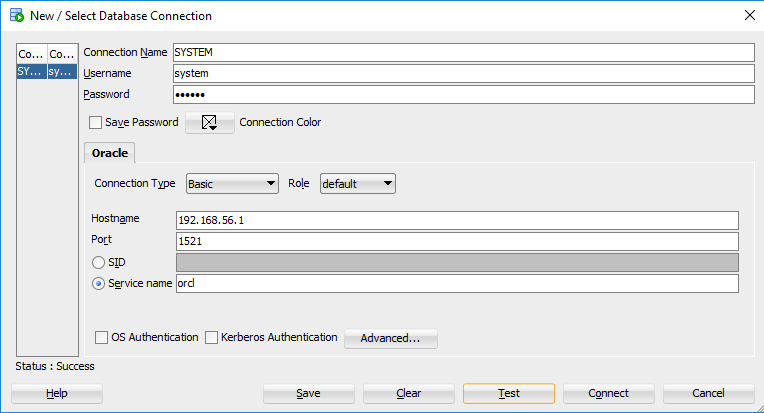 New / Select Database Connection
Co... Co...
SY... sy...
Connection Name SYSTEM
Username system
Password ••••••
Save Password Connection Color
Oracle
Connection Type Basic Role default
Hostname 192.168.56.1
Port 1521
SID
Service name orcl
OS Authentication Kerberos Authentication Advanced...
Status : Success
Help Save Clear Test Connect Cancel